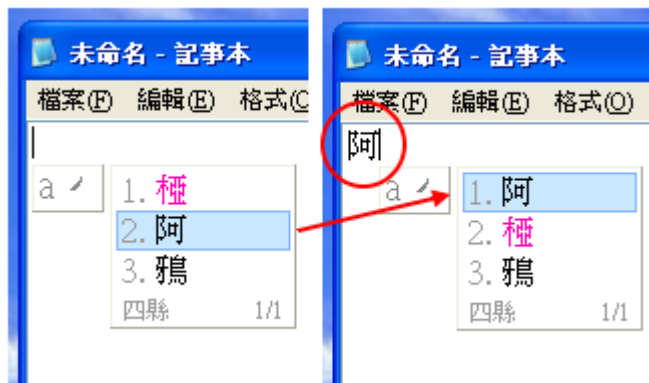 未命名 - 記事本
檔案(F) 編輯(E) 格式(O
a ˊ
1. 椏
2. 阿
3. 鴉
四縣 1/1
未命名 - 記事本
檔案(F) 編輯(E) 格式(O)
阿
a ˊ
1. 阿
2. 椏
3. 鴉
四縣 1/1